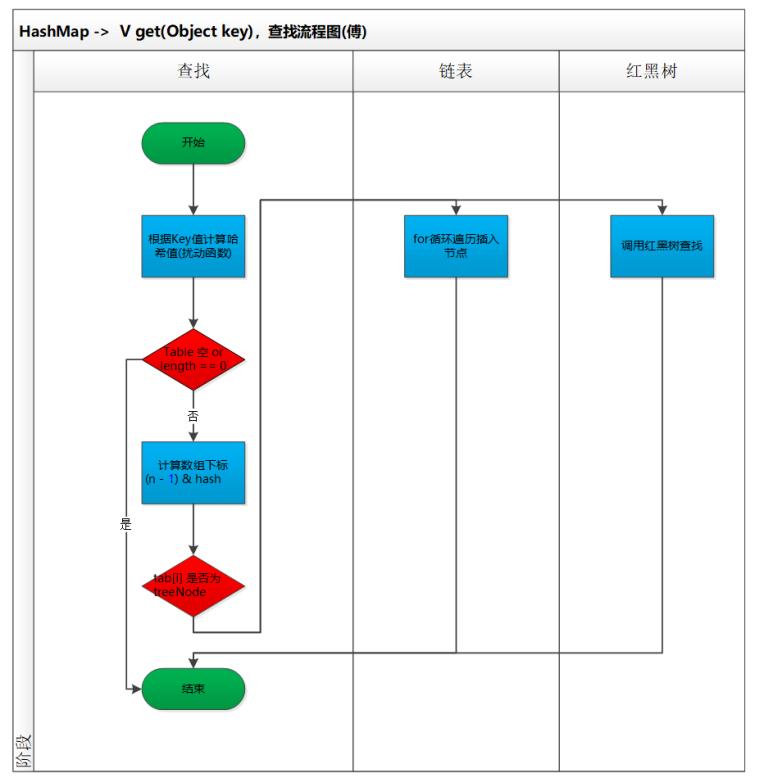 HashMap -> V get(Object key)，查找流程图(傅)
查找
链表
红黑树
开始
根据Key值计算哈
希值(扰动函数)
for循环遍历插入
节点
调用红黑树查找
Table 空 or
length == 0
否
计算数组下标
(n - 1) & hash
是
tab[i] 是否为
treeNode
结束
阶段